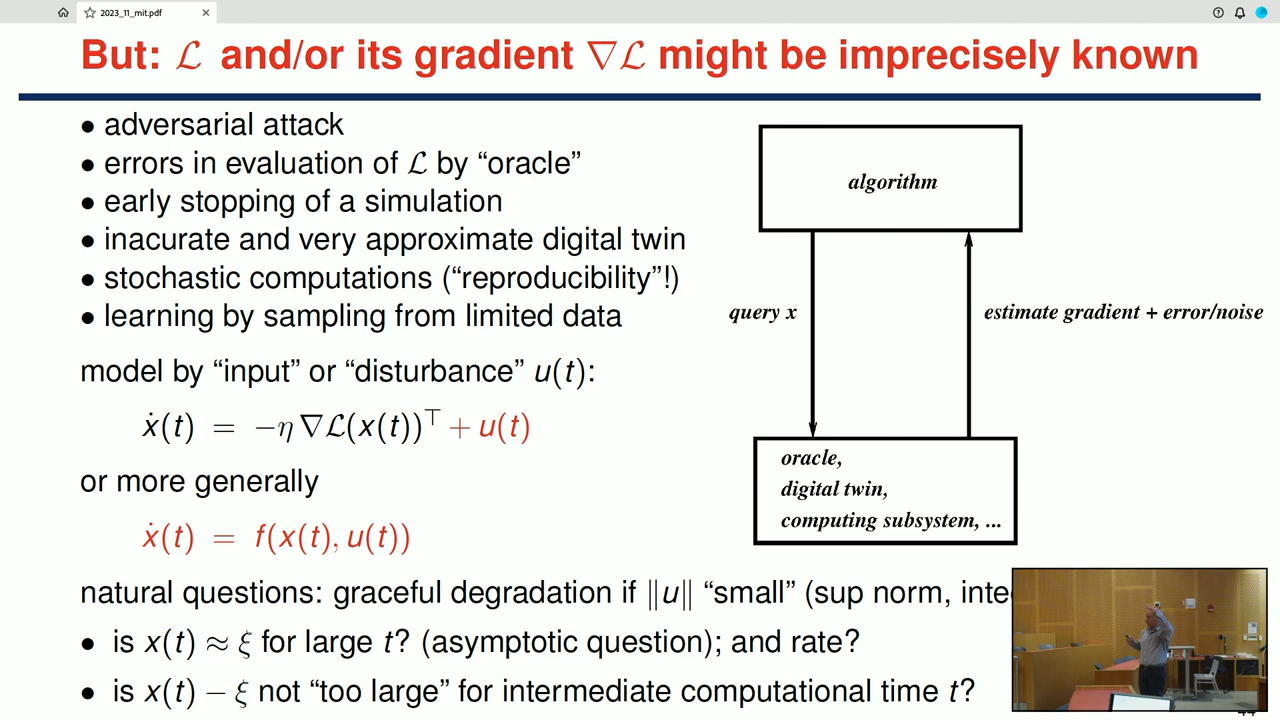 2023_11_mit.pdf
But: ℒ and/or its gradient ∇ℒ might be imprecisely known
• adversarial attack
• errors in evaluation of ℒ by “oracle”
• early stopping of a simulation
• inacurate and very approximate digital twin
• stochastic computations (“reproducibility”!)
• learning by sampling from limited data
model by “input” or “disturbance” u(t):
ẋ(t) = −η ∇ℒ(x(t))⊤ + u(t)
or more generally
ẋ(t) = f(x(t), u(t))
algorithm
query x
estimate gradient + error/noise
oracle,
digital twin,
computing subsystem, ...
natural questions: graceful degradation if ‖u‖ “small” (sup norm,
• is x(t) ≈ ξ for large t? (asymptotic question); and rate?
• is x(t) − ξ not “too large” for intermediate computational time t?